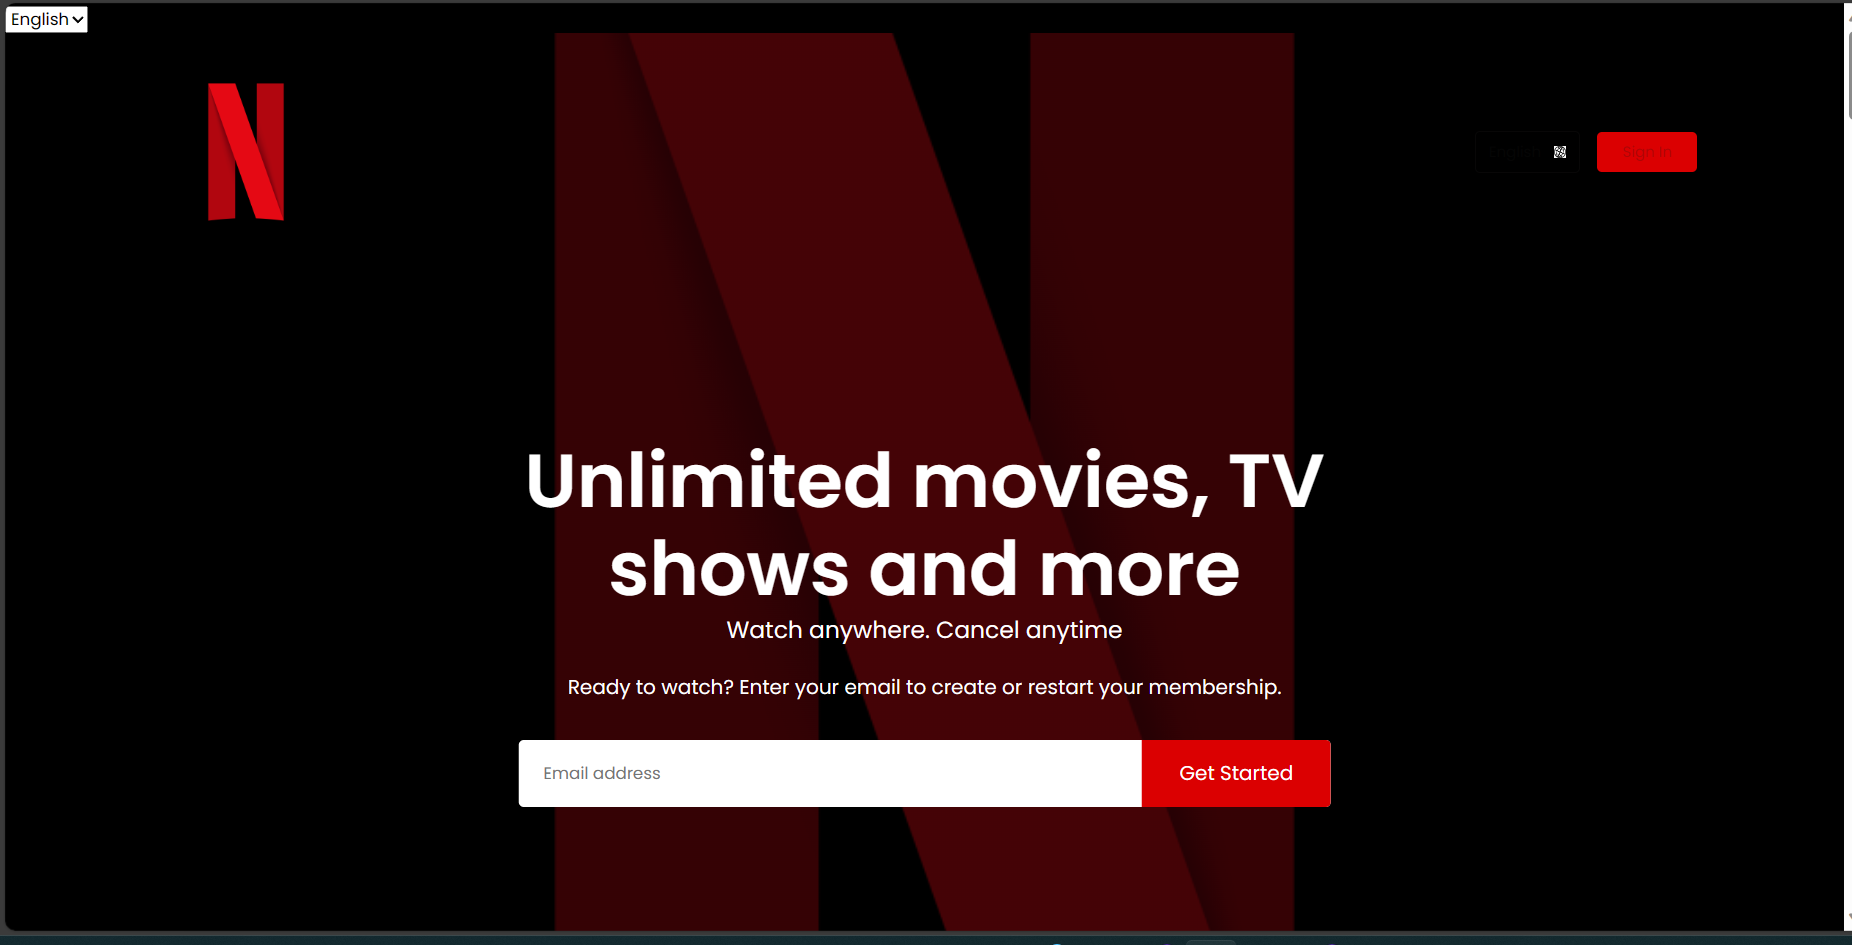 English
English
Sign In
Unlimited movies, TV
shows and more
Watch anywhere. Cancel anytime
Ready to watch? Enter your email to create or restart your membership.
Email address
Get Started